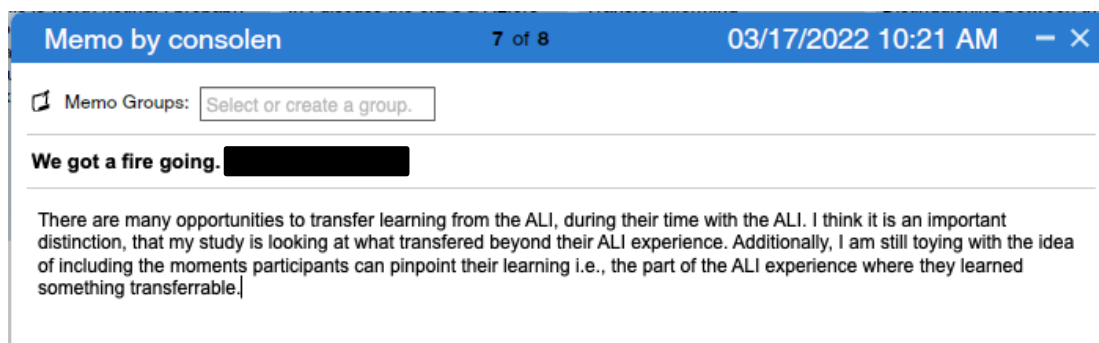 Memo by consolen 7 of 8 03/17/2022 10:21 AM
Memo Groups: Select or create a group.
We got a fire going.
There are many opportunities to transfer learning from the ALI, during their time with the ALI. I think it is an important
distinction, that my study is looking at what transfered beyond their ALI experience. Additionally, I am still toying with the idea
of including the moments participants can pinpoint their learning i.e., the part of the ALI experience where they learned
something transferrable.